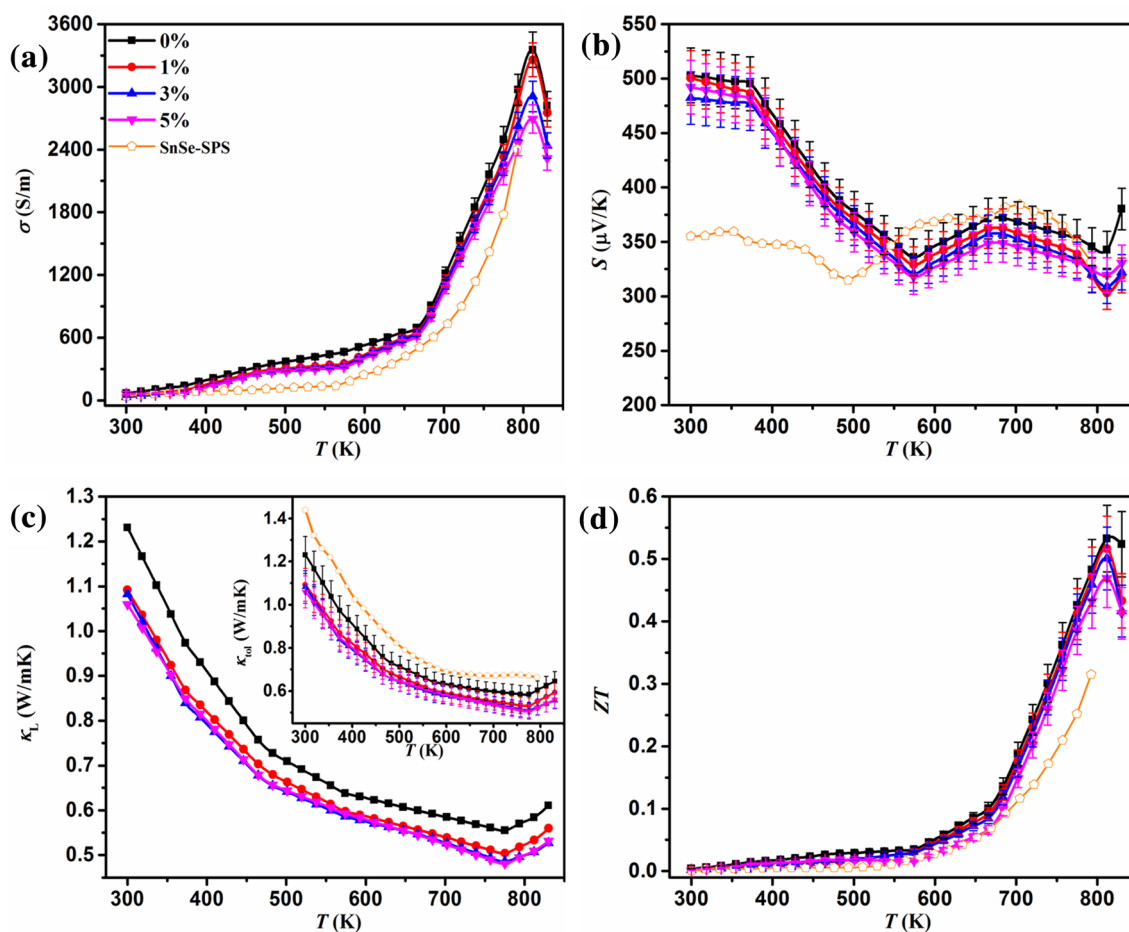 (a)
σ (S/m)
3600
3000
2400
1800
1200
600
0
0%
1%
3%
5%
SnSe-SPS
300 400 500 600 700 800
T (K)
(b)
S (μV/K)
550
500
450
400
350
300
250
200
300 400 500 600 700 800
T (K)
(c)
κL (W/mK)
1.3
1.2
1.1
1.0
0.9
0.8
0.7
0.6
0.5
300 400 500 600 700 800
T (K)
κtol (W/mK)
1.4
1.2
1.0
0.8
0.6
300 400 500 600 700 800
T (K)
(d)
ZT
0.6
0.5
0.4
0.3
0.2
0.1
0.0
300 400 500 600 700 800
T (K)